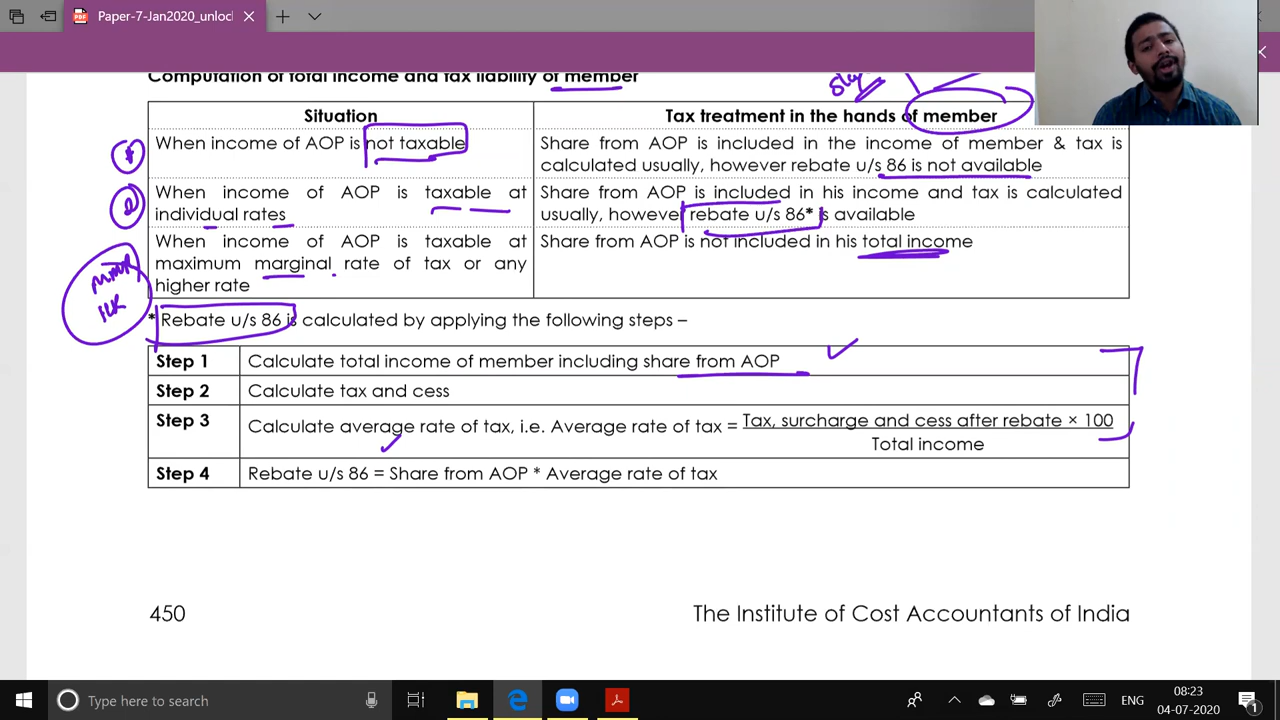 Paper-7-Jan2020_unloc
Computation of total income and tax liability of member
Situation
Tax treatment in the hands of member
When income of AOP is not taxable
Share from AOP is included in the income of member & tax is
calculated usually, however rebate u/s 86 is not available
When income of AOP is taxable at
individual rates
Share from AOP is included in his income and tax is calculated
usually, however rebate u/s 86* is available
When income of AOP is taxable at
maximum marginal rate of tax or any
higher rate
Share from AOP is not included in his total income
MMR
* Rebate u/s 86 is calculated by applying the following steps –
Step 1
Calculate total income of member including share from AOP
Step 2
Calculate tax and cess
Step 3
Calculate average rate of tax, i.e. Average rate of tax = Tax, surcharge and cess after rebate × 100
Total income
Step 4
Rebate u/s 86 = Share from AOP * Average rate of tax
450
The Institute of Cost Accountants of India
Type here to search
ENG
08:23
04-07-2020
1